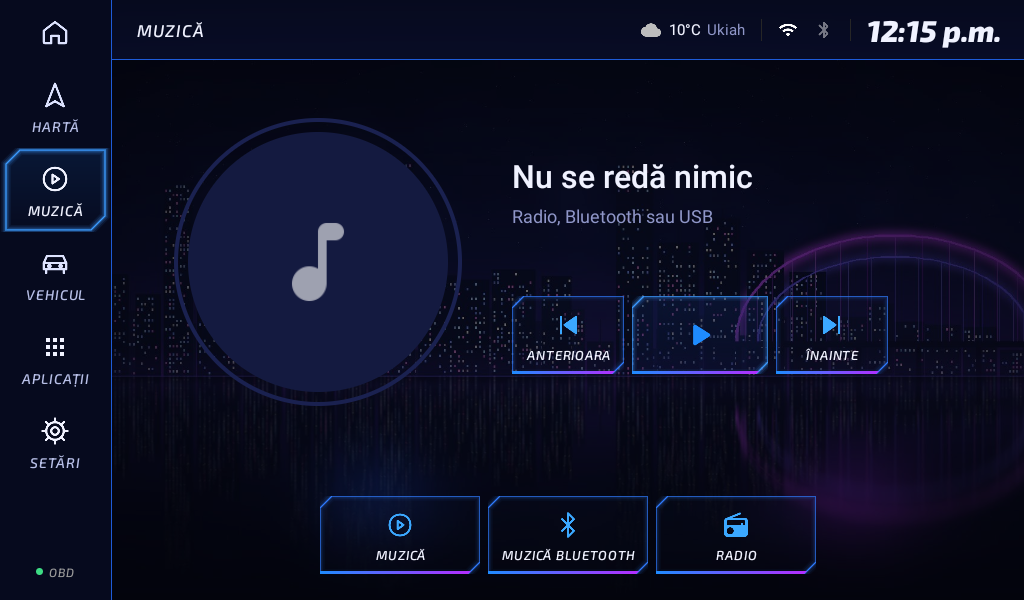 MUZICĂ
10°C Ukiah
12:15 p.m.
HARTĂ
MUZICĂ
VEHICUL
APLICAȚII
SETĂRI
OBD
Nu se redă nimic
Radio, Bluetooth sau USB
ANTERIOARA
ÎNAINTE
MUZICĂ
MUZICĂ BLUETOOTH
RADIO